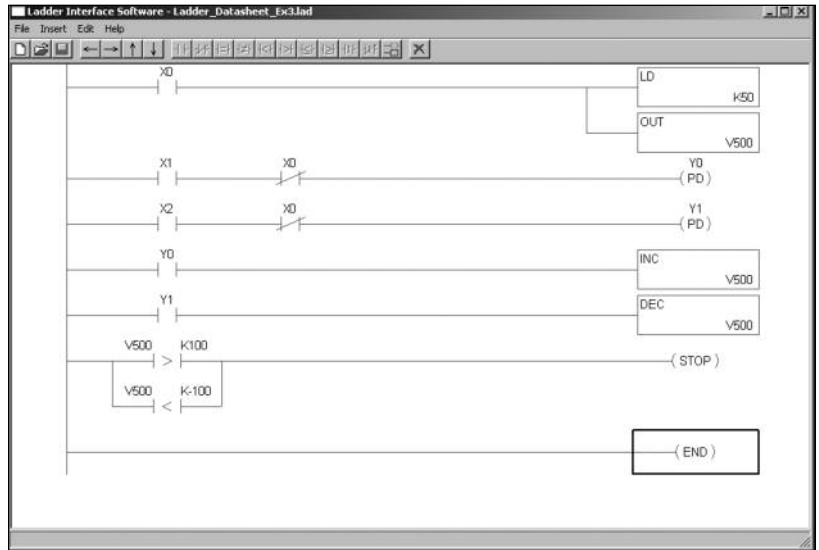 Ladder Interface Software - Ladder_Datasheet_Ex3.lad
File Insert Edit Help
X0
LD
K50
OUT
V500
X1 X0 Y0
( PD )
X2 X0 Y1
( PD )
Y0
INC
V500
Y1
DEC
V500
V500 > K100
( STOP )
V500 < K-100
( END )